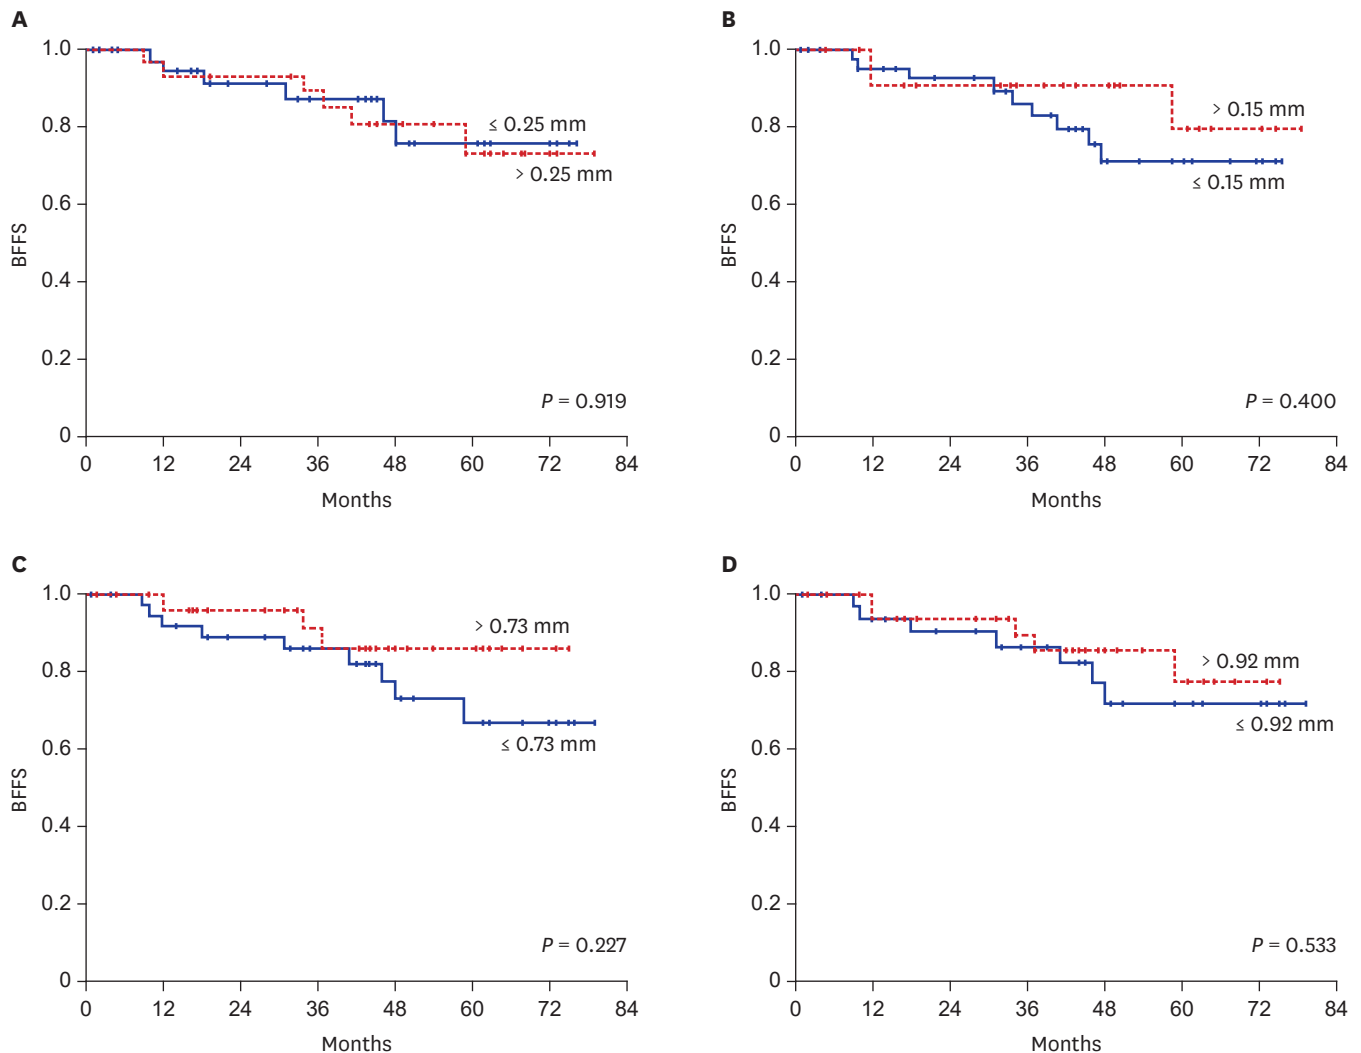 A
1.0
0.8
0.6
0.4
0.2
0
BFFS
≤ 0.25 mm
> 0.25 mm
P = 0.919
0 12 24 36 48 60 72 84
Months
B
1.0
0.8
0.6
0.4
0.2
0
BFFS
> 0.15 mm
≤ 0.15 mm
P = 0.400
0 12 24 36 48 60 72 84
Months
C
1.0
0.8
0.6
0.4
0.2
0
BFFS
> 0.73 mm
≤ 0.73 mm
P = 0.227
0 12 24 36 48 60 72 84
Months
D
1.0
0.8
0.6
0.4
0.2
0
BFFS
> 0.92 mm
≤ 0.92 mm
P = 0.533
0 12 24 36 48 60 72 84
Months